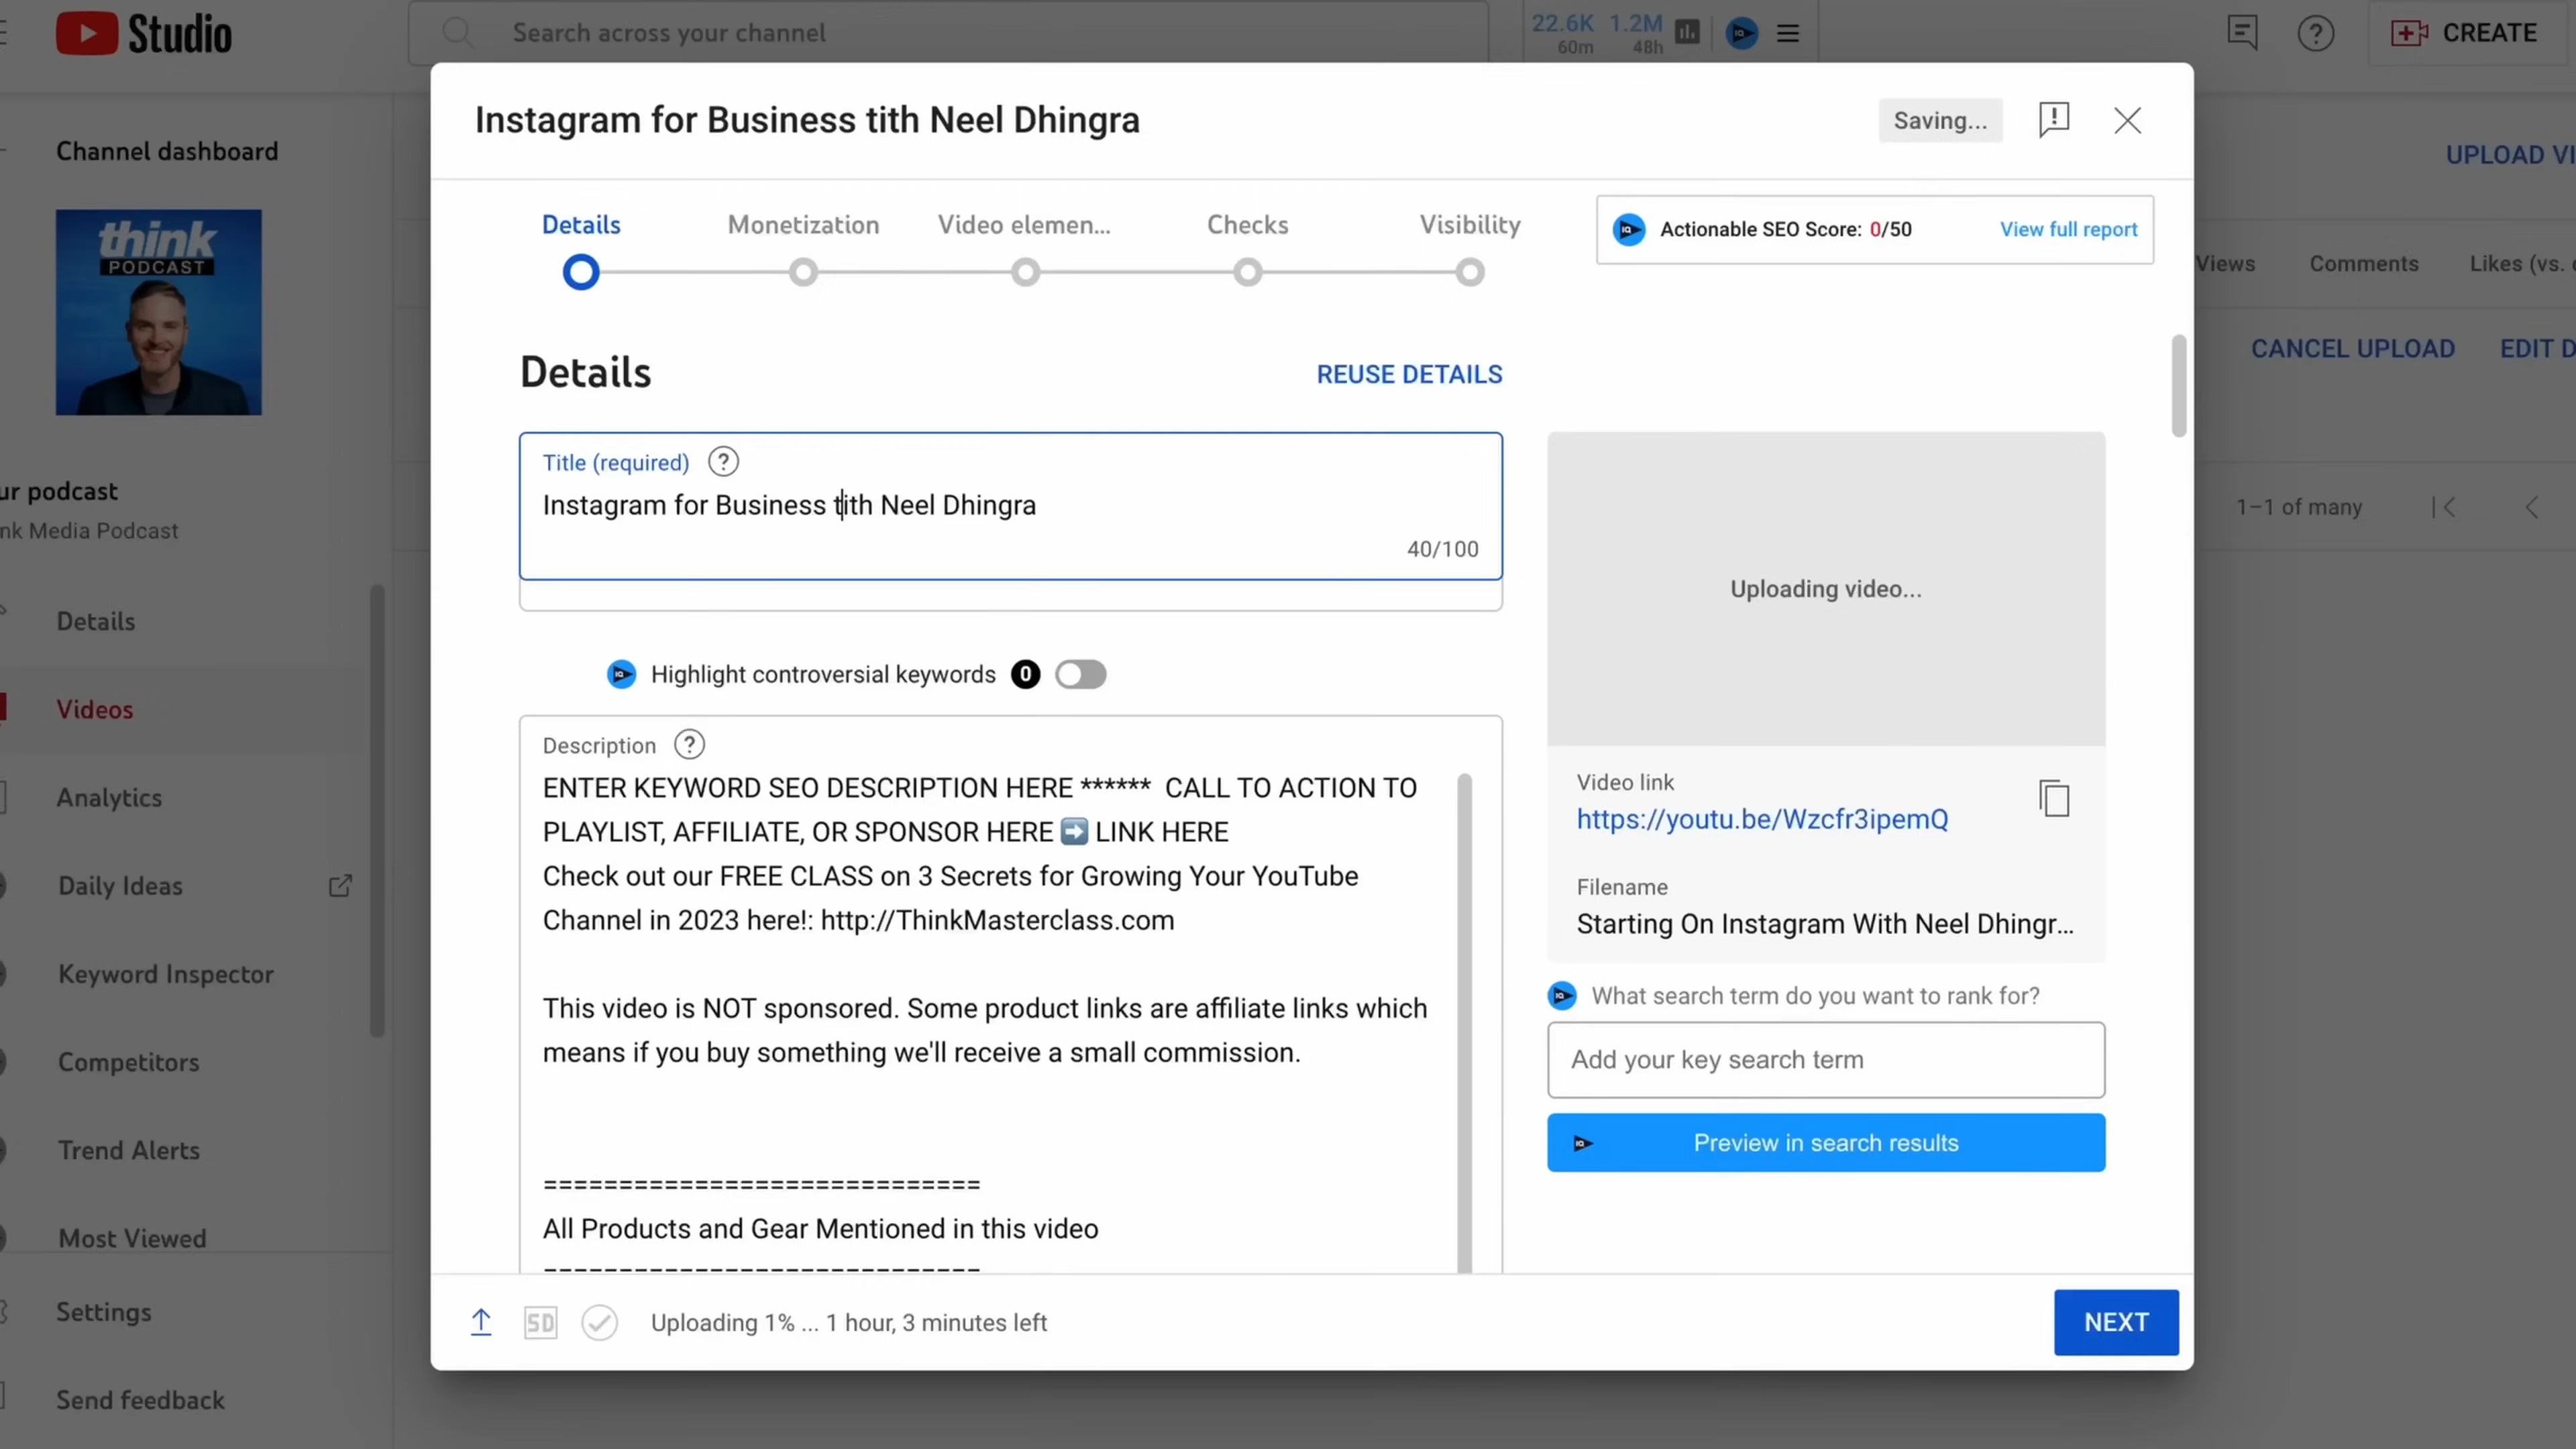 Studio
Search across your channel
22.6K 1.2M
60m 48h
CREATE
Channel dashboard
think
PODCAST
ur podcast
nk Media Podcast
Details
Videos
Analytics
Daily Ideas
Keyword Inspector
Competitors
Trend Alerts
Most Viewed
Settings
Send feedback
Instagram for Business tith Neel Dhingra
Saving...
Details
Monetization
Video elemen...
Checks
Visibility
Actionable SEO Score: 0/50
View full report
Details
REUSE DETAILS
Title (required) ?
Instagram for Business tith Neel Dhingra
40/100
Highlight controversial keywords 0
Description ?
ENTER KEYWORD SEO DESCRIPTION HERE ****** CALL TO ACTION TO
PLAYLIST, AFFILIATE, OR SPONSOR HERE ➡️ LINK HERE
Check out our FREE CLASS on 3 Secrets for Growing Your YouTube
Channel in 2023 here!: http://ThinkMasterclass.com
This video is NOT sponsored. Some product links are affiliate links which
means if you buy something we'll receive a small commission.
=============================
All Products and Gear Mentioned in this video
=============================
Uploading video...
Video link
https://youtu.be/Wzcfr3ipemQ
Filename
Starting On Instagram With Neel Dhingr...
What search term do you want to rank for?
Add your key search term
Preview in search results
SD
Uploading 1% ... 1 hour, 3 minutes left
NEXT
UPLOAD VI
Views
Comments
Likes (vs.
CANCEL UPLOAD
EDIT D
1–1 of many